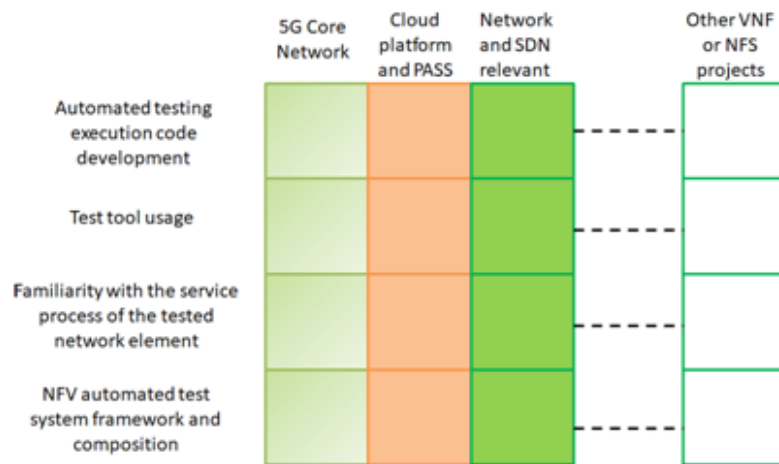 5G Core
Network
Cloud
platform
and PASS
Network
and SDN
relevant
Other VNF
or NFS
projects
Automated testing
execution code
development
Test tool usage
Familiarity with the service
process of the tested
network element
NFV automated test
system framework and
composition